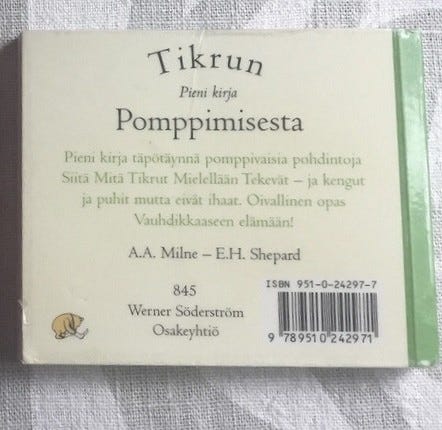 Tikrun
Pieni kirja
Pomppimisesta
Pieni kirja täpötäynnä pomppivaisia pohdintoja
Siitä Mitä Tikrut Mielellään Tekevät – ja kengut
ja puhit mutta eivät ihaat. Oivallinen opas
Vauhdikkaaseen elämään!
A.A. Milne – E.H. Shepard
845
Werner Söderström
Osakeyhtiö
ISBN 951-0-24297-7
9 789510 242971